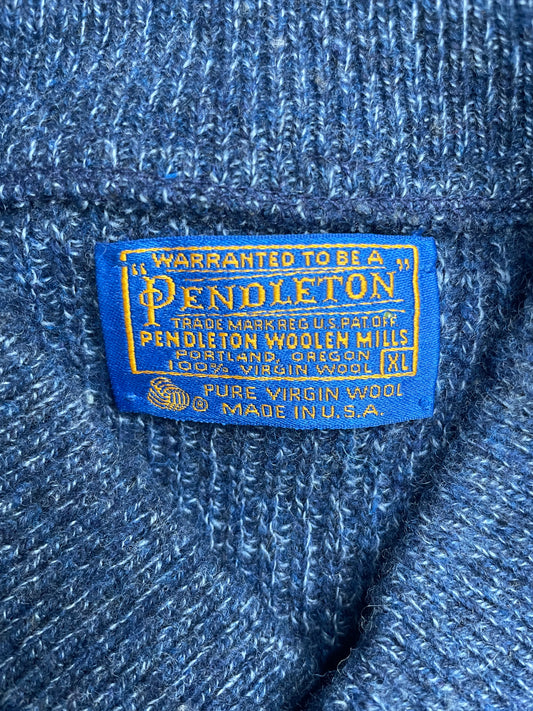 WARRANTED TO BE A
"PENDLETON"
TRADE MARK REG U.S. PAT. OFF
PENDLETON WOOLEN MILLS
PORTLAND, OREGON
100% VIRGIN WOOL XL
R PURE VIRGIN WOOL
MADE IN U.S.A.